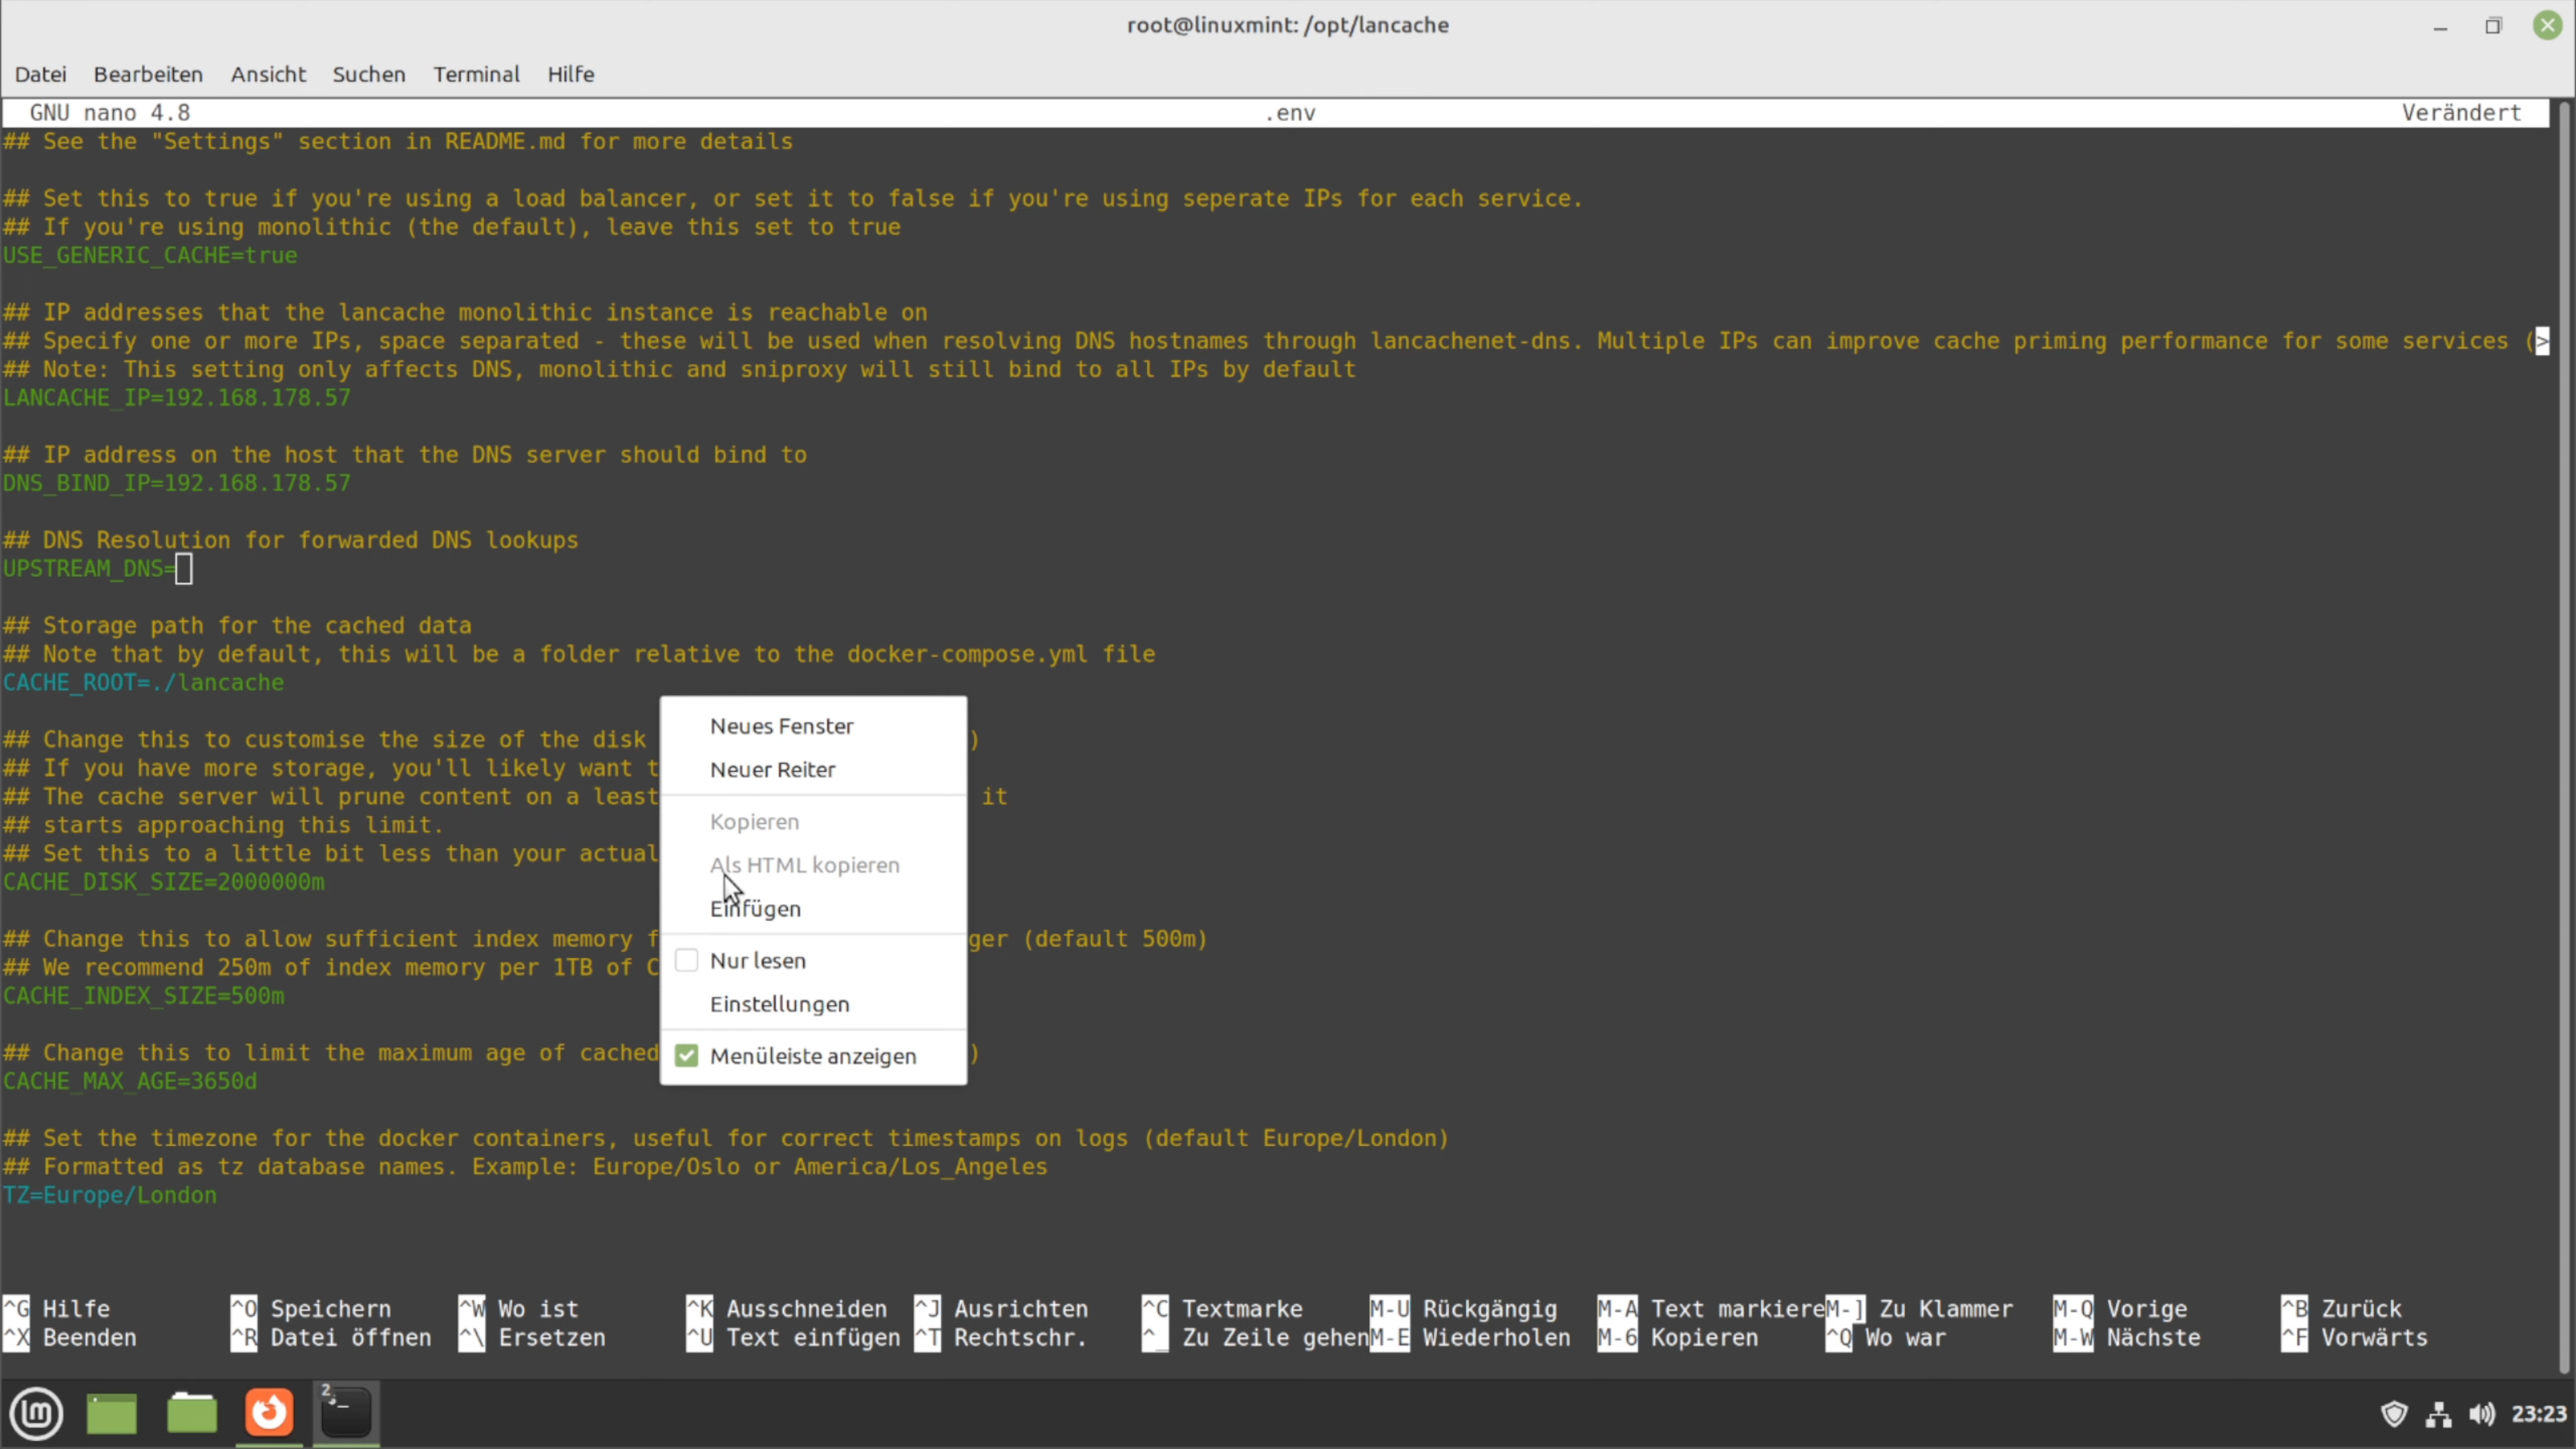 root@linuxmint: /opt/lancache
Datei Bearbeiten Ansicht Suchen Terminal Hilfe
GNU nano 4.8 .env Verändert
## See the "Settings" section in README.md for more details
## Set this to true if you're using a load balancer, or set it to false if you're using seperate IPs for each service.
## If you're using monolithic (the default), leave this set to true
USE_GENERIC_CACHE=true
## IP addresses that the lancache monolithic instance is reachable on
## Specify one or more IPs, space separated - these will be used when resolving DNS hostnames through lancachenet-dns. Multiple IPs can improve cache priming performance for some services (>
## Note: This setting only affects DNS, monolithic and sniproxy will still bind to all IPs by default
LANCACHE_IP=192.168.178.57
## IP address on the host that the DNS server should bind to
DNS_BIND_IP=192.168.178.57
## DNS Resolution for forwarded DNS lookups
UPSTREAM_DNS=
## Storage path for the cached data
## Note that by default, this will be a folder relative to the docker-compose.yml file
CACHE_ROOT=./lancache
## Change this to customise the size of the disk )
## If you have more storage, you'll likely want t
## The cache server will prune content on a least it
## starts approaching this limit.
## Set this to a little bit less than your actual
CACHE_DISK_SIZE=2000000m
## Change this to allow sufficient index memory f ger (default 500m)
## We recommend 250m of index memory per 1TB of C
CACHE_INDEX_SIZE=500m
## Change this to limit the maximum age of cached )
CACHE_MAX_AGE=3650d
## Set the timezone for the docker containers, useful for correct timestamps on logs (default Europe/London)
## Formatted as tz database names. Example: Europe/Oslo or America/Los_Angeles
TZ=Europe/London
Neues Fenster
Neuer Reiter
Kopieren
Als HTML kopieren
Einfügen
Nur lesen
Einstellungen
Menüleiste anzeigen
^G Hilfe ^O Speichern ^W Wo ist ^K Ausschneiden ^J Ausrichten ^C Textmarke M-U Rückgängig M-A Text markiere M-] Zu Klammer M-Q Vorige ^B Zurück
^X Beenden ^R Datei öffnen ^\ Ersetzen ^U Text einfügen ^T Rechtschr. ^_ Zu Zeile gehen M-E Wiederholen M-6 Kopieren ^Q Wo war M-W Nächste ^F Vorwärts
2
23:23